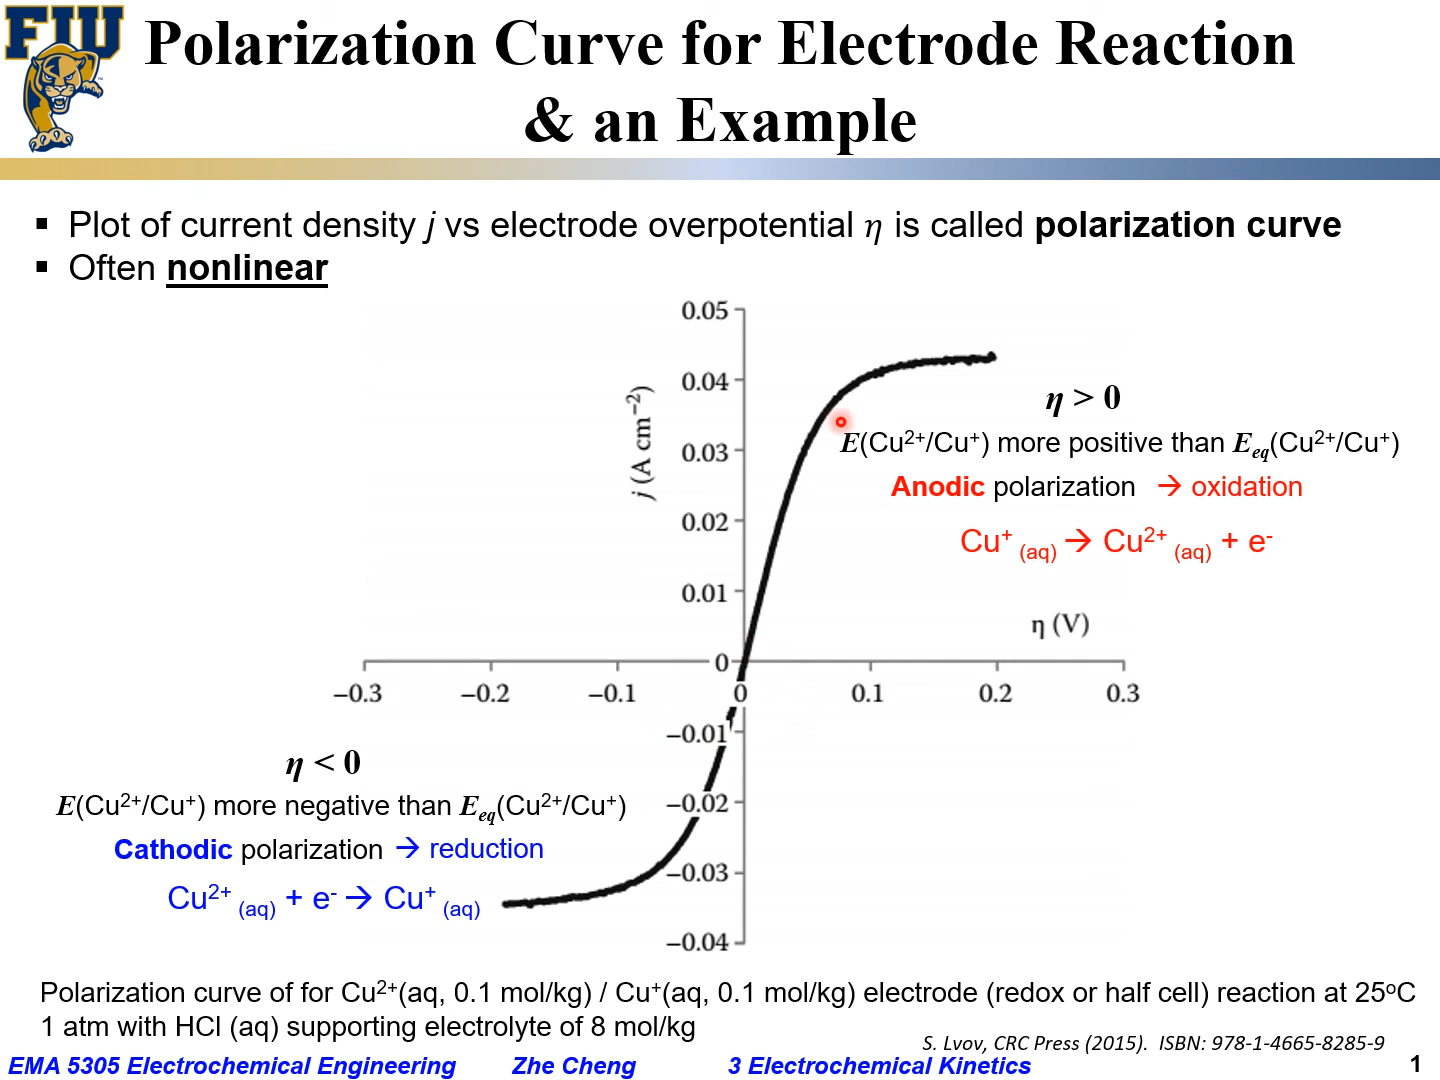 FIU
Polarization Curve for Electrode Reaction
& an Example
▪ Plot of current density j vs electrode overpotential η is called polarization curve
▪ Often nonlinear
0.05
0.04
0.03
0.02
0.01
0
−0.01
−0.02
−0.03
−0.04
j (A cm⁻²)
η (V)
−0.3 −0.2 −0.1 0 0.1 0.2 0.3
η > 0
E(Cu²⁺/Cu⁺) more positive than Eeq(Cu²⁺/Cu⁺)
Anodic polarization → oxidation
Cu⁺ (aq) → Cu²⁺ (aq) + e⁻
η < 0
E(Cu²⁺/Cu⁺) more negative than Eeq(Cu²⁺/Cu⁺)
Cathodic polarization → reduction
Cu²⁺ (aq) + e⁻ → Cu⁺ (aq)
Polarization curve of for Cu²⁺(aq, 0.1 mol/kg) / Cu⁺(aq, 0.1 mol/kg) electrode (redox or half cell) reaction at 25ºC
1 atm with HCl (aq) supporting electrolyte of 8 mol/kg
S. Lvov, CRC Press (2015). ISBN: 978-1-4665-8285-9
EMA 5305 Electrochemical Engineering Zhe Cheng 3 Electrochemical Kinetics 1